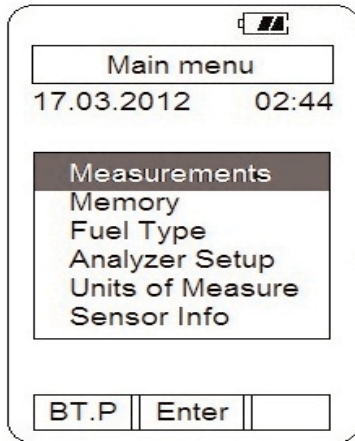 Main menu
17.03.2012 02:44
Measurements
Memory
Fuel Type
Analyzer Setup
Units of Measure
Sensor Info
BT.P Enter